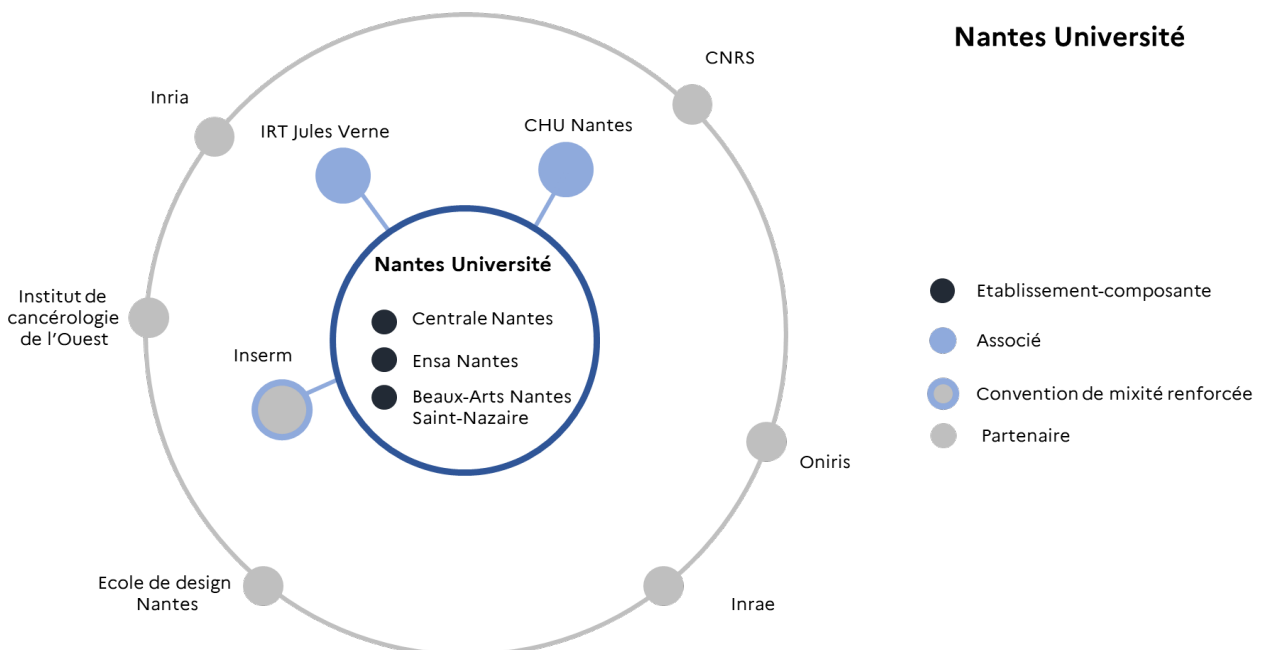 Nantes Université
CNRS
Inria
IRT Jules Verne
CHU Nantes
Nantes Université
Centrale Nantes
Ensa Nantes
Beaux-Arts Nantes
Saint-Nazaire
Institut de
cancérologie
de l'Ouest
Inserm
Oniris
Ecole de design
Nantes
Inrae
Etablissement-composante
Associé
Convention de mixité renforcée
Partenaire